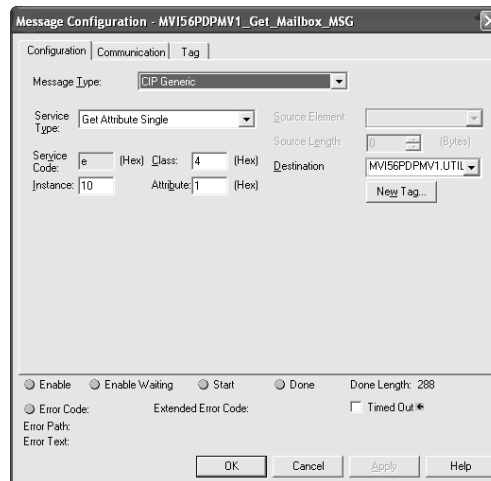 Message Configuration - MVI56PDPMV1_Get_Mailbox_MSG
Configuration Communication Tag
Message Type: CIP Generic
Service Type: Get Attribute Single
Source Element:
Source Length: 0 (Bytes)
Service Code: e (Hex) Class: 4 (Hex)
Destination MVI56PDPMV1.UTIL
Instance: 10 Attribute: 1 (Hex)
New Tag...
Enable Enable Waiting Start Done Done Length: 288
Error Code: Extended Error Code: Timed Out
Error Path:
Error Text:
OK Cancel Apply Help